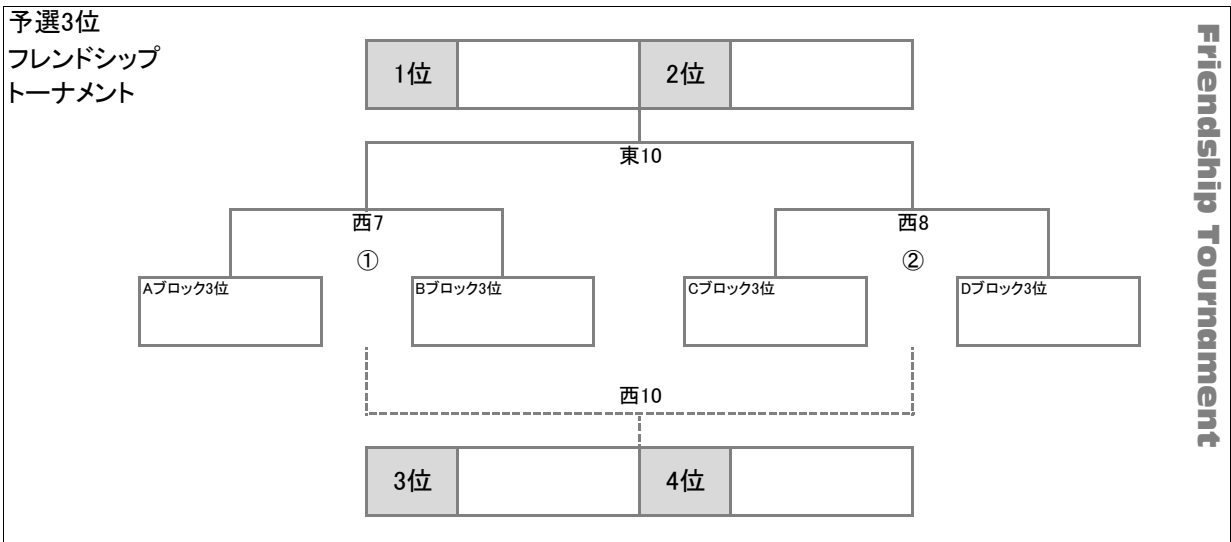 予選3位
フレンドシップ
トーナメント
1位
2位
東10
西7
西8
①
②
Aブロック3位
Bブロック3位
Cブロック3位
Dブロック3位
西10
3位
4位
Friendship Tournament